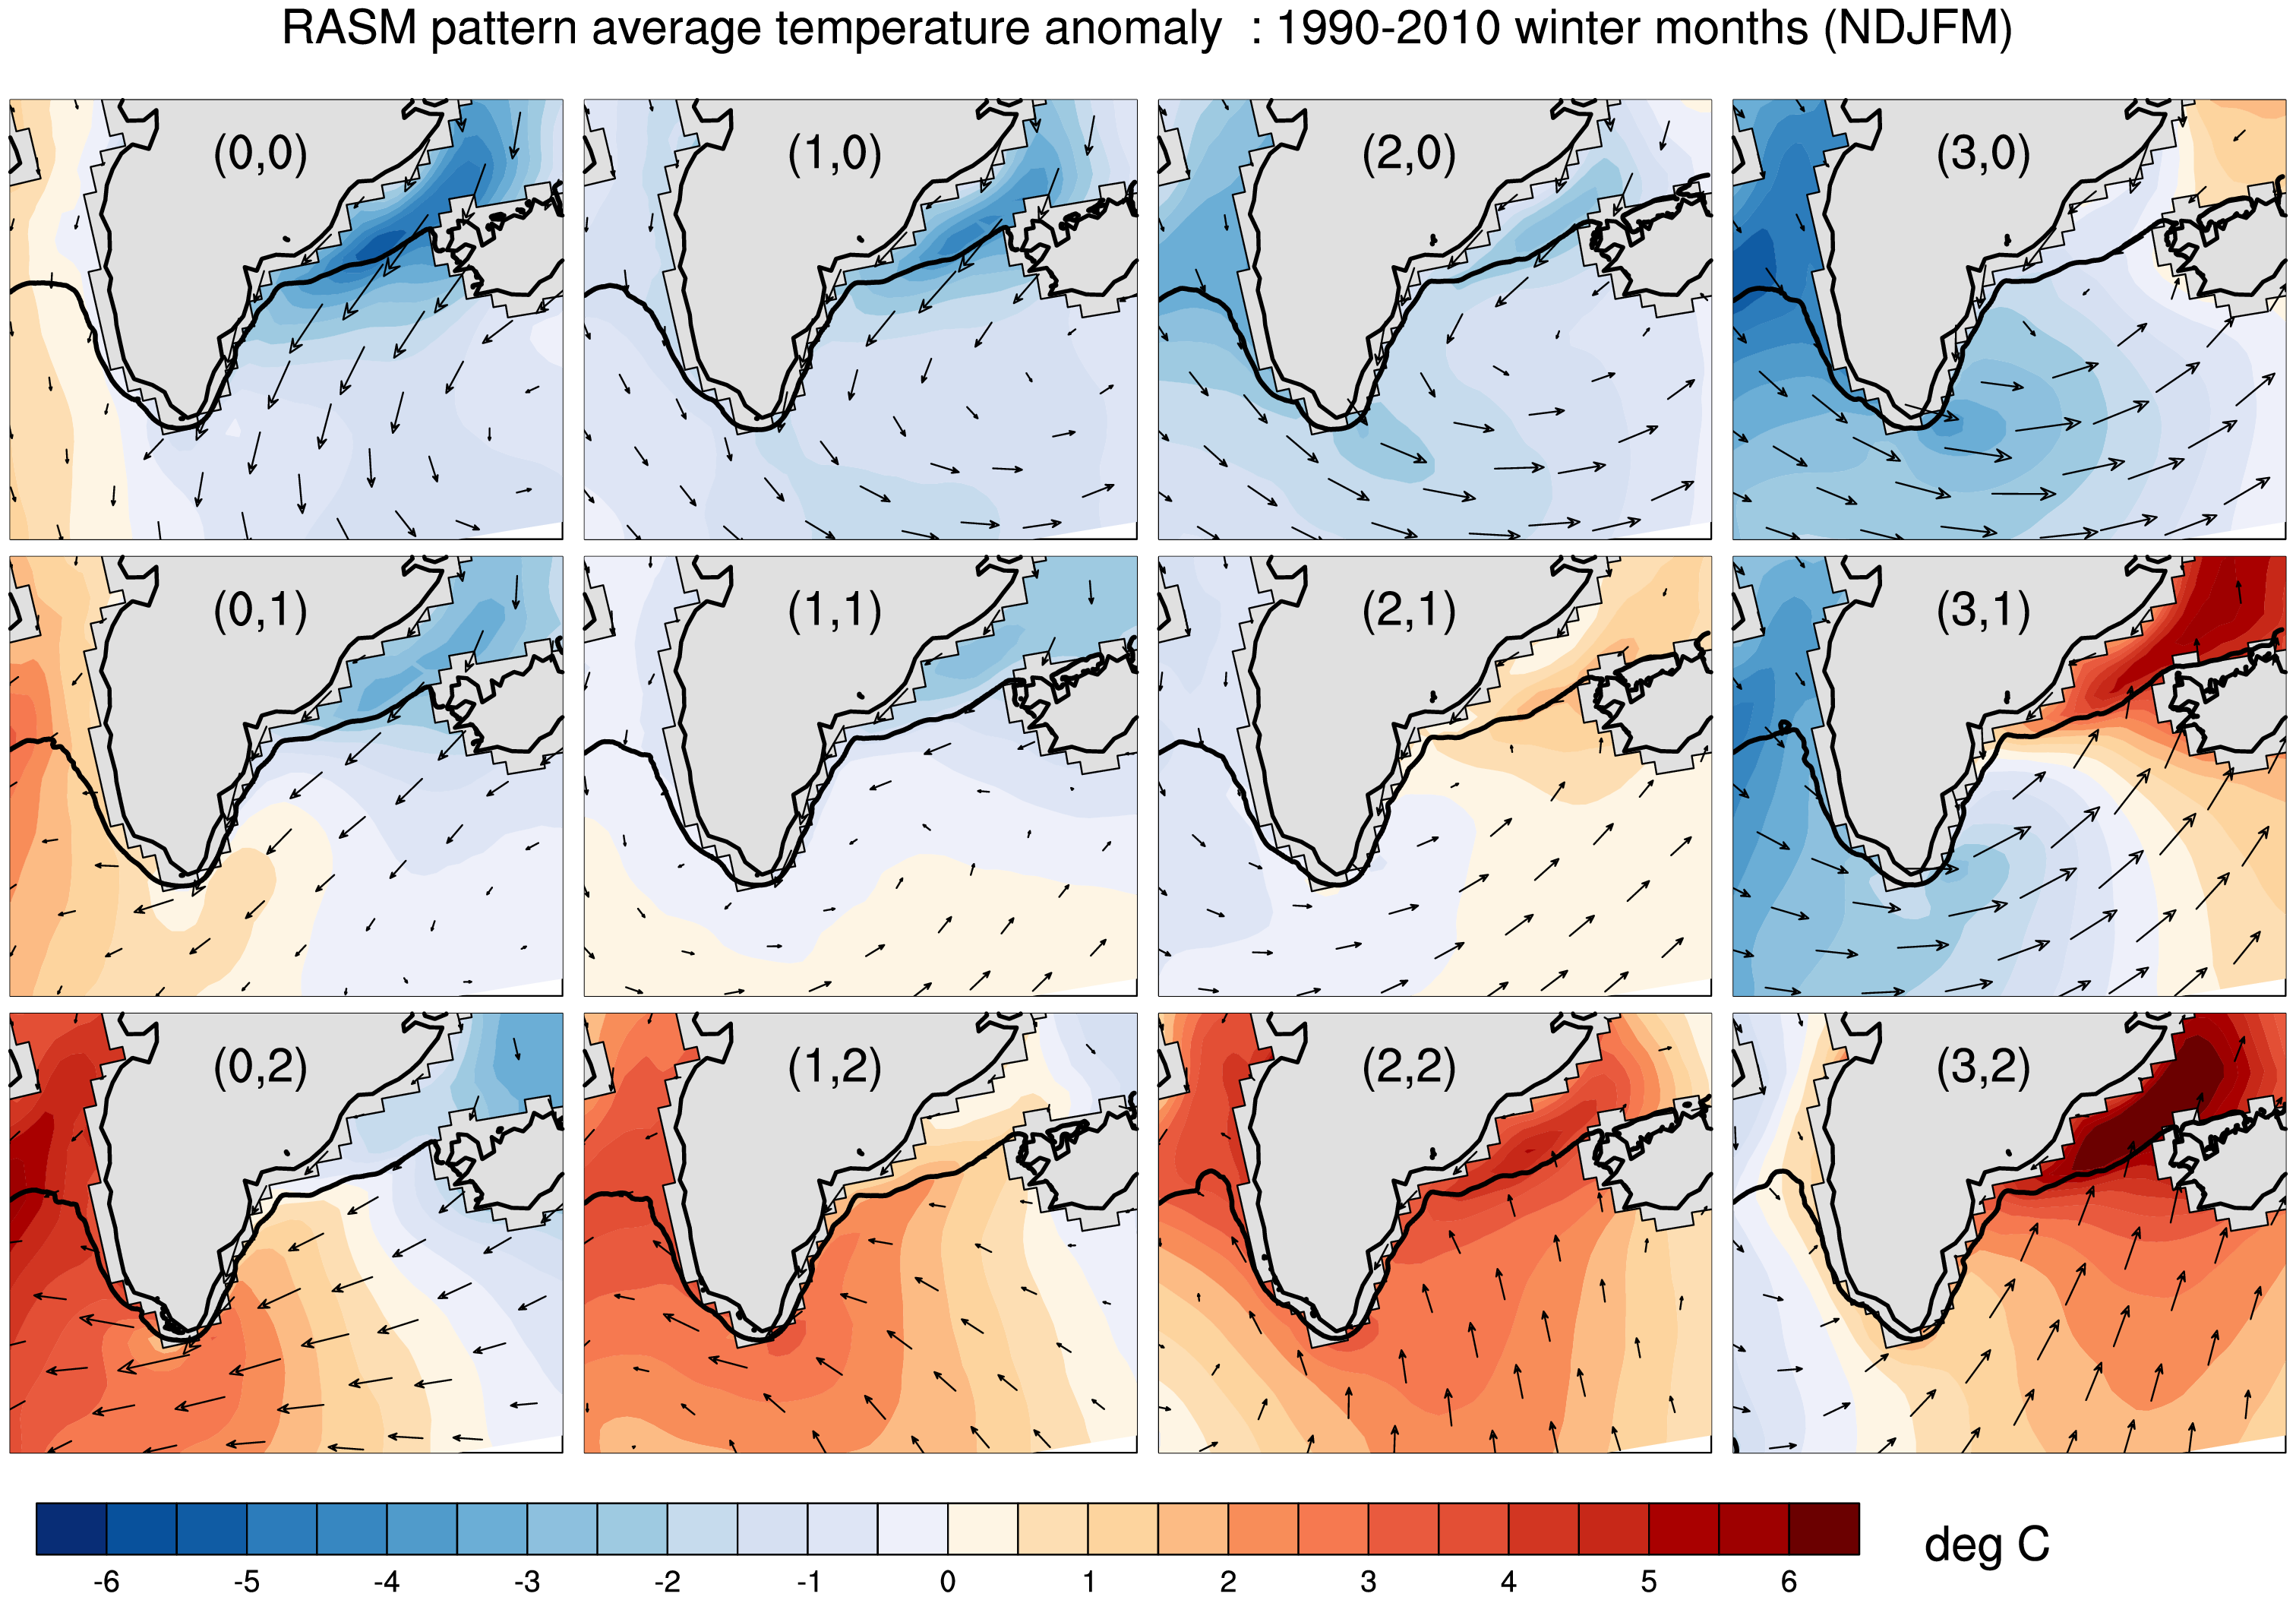 RASM pattern average temperature anomaly : 1990-2010 winter months (NDJFM)
(0,0) (1,0) (2,0) (3,0)
(0,1) (1,1) (2,1) (3,1)
(0,2) (1,2) (2,2) (3,2)
-6 -5 -4 -3 -2 -1 0 1 2 3 4 5 6
deg C